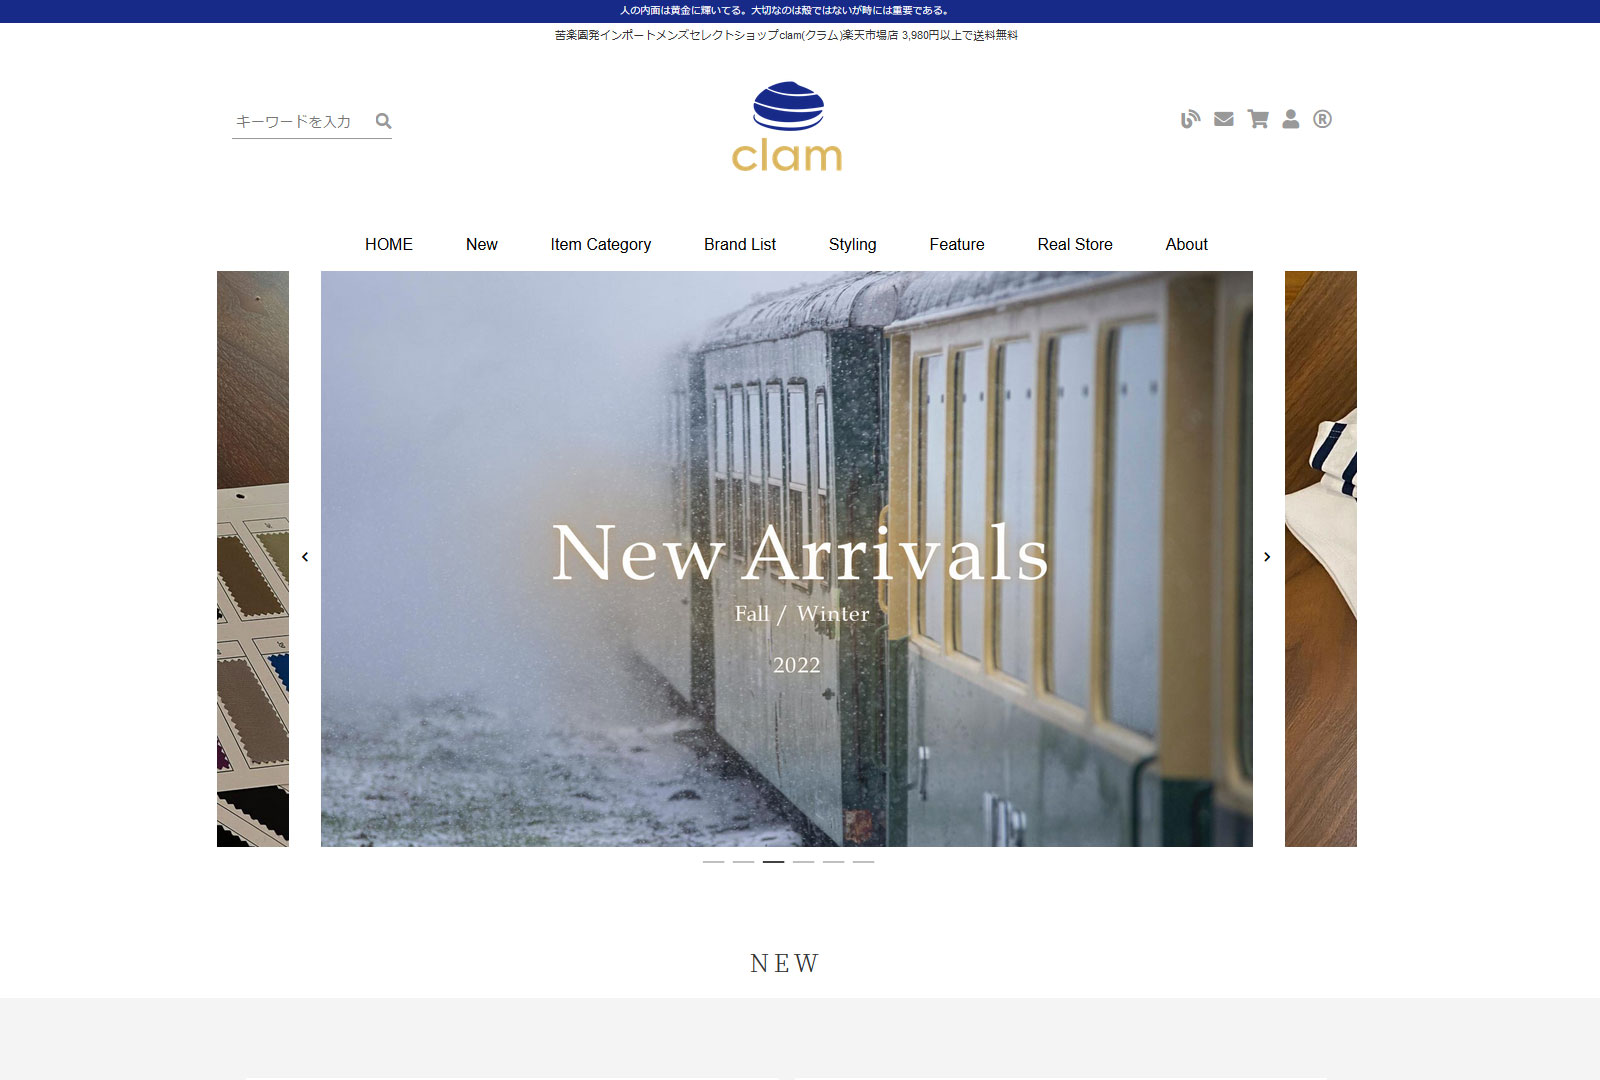 人の内面は黄金に輝いてる。大切なのは殻ではないが時には重要である。
苦楽園発インポートメンズセレクトショップclam(クラム)楽天市場店 3,980円以上で送料無料
キーワードを入力
clam
HOME New Item Category Brand List Styling Feature Real Store About
New Arrivals
Fall / Winter
2022
NEW